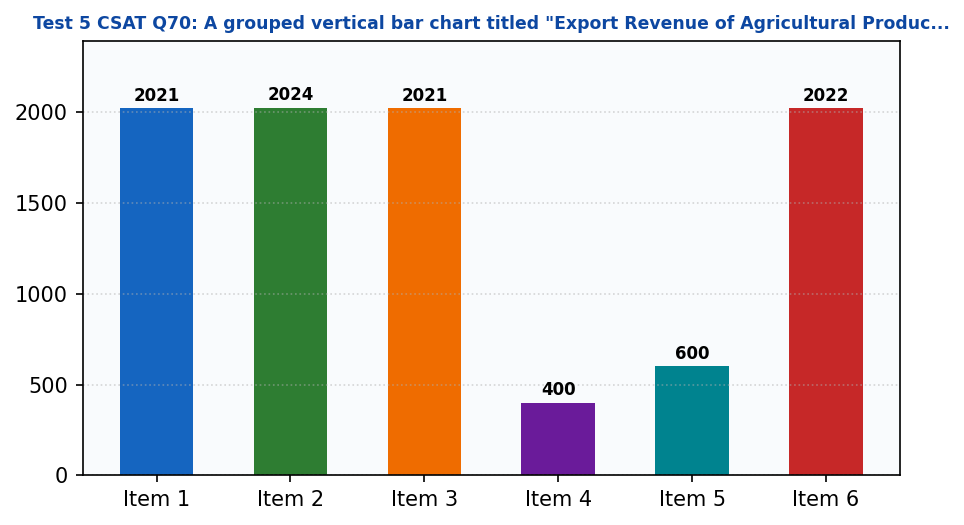 Test 5 CSAT Q70: A grouped vertical bar chart titled "Export Revenue of Agricultural Produc...
2021
2024
2021
400
600
2022
2000
1500
1000
500
0
Item 1
Item 2
Item 3
Item 4
Item 5
Item 6